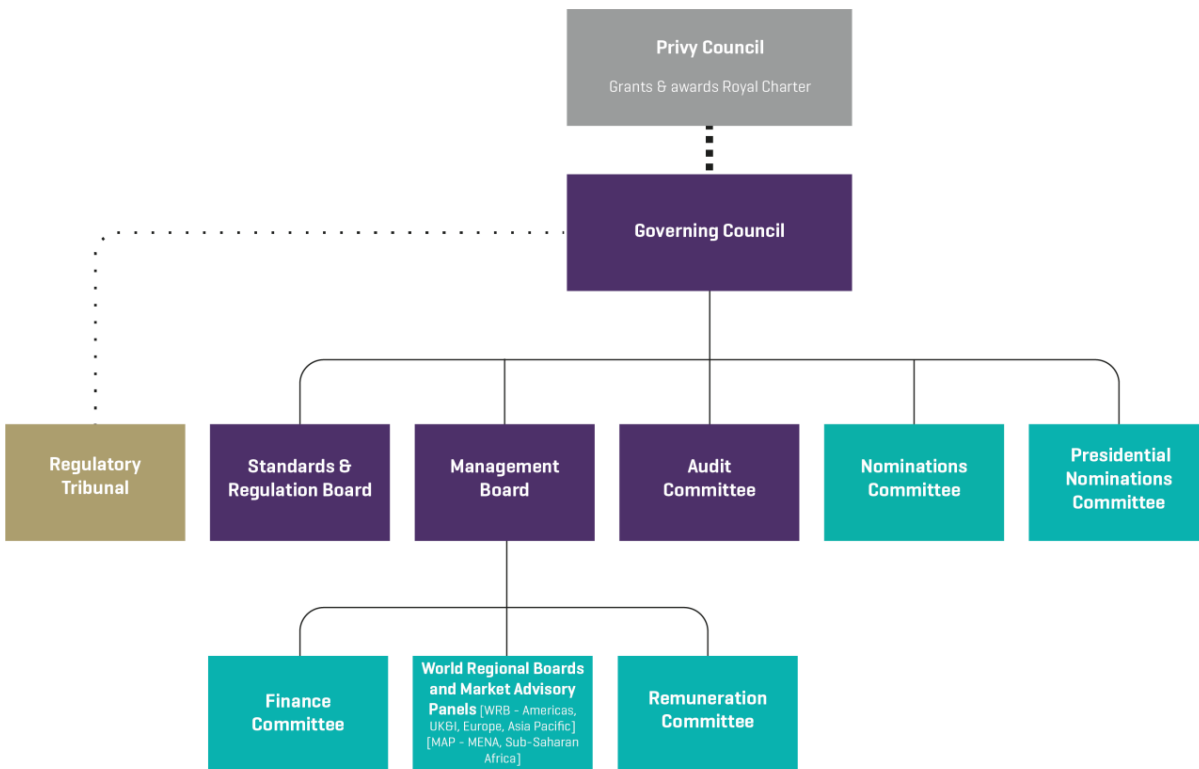 Privy Council
Grants & awards Royal Charter
Governing Council
Regulatory
Tribunal
Standards &
Regulation Board
Management
Board
Audit
Committee
Nominations
Committee
Presidential
Nominations
Committee
Finance
Committee
World Regional Boards
and Market Advisory
Panels [WRB - Americas,
UK&I, Europe, Asia Pacific]
[MAP - MENA, Sub-Saharan
Africa]
Remuneration
Committee